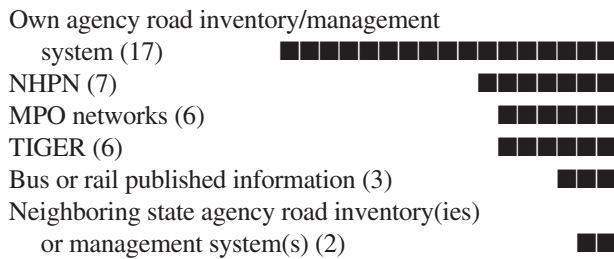 Own agency road inventory/management
system (17)
NHPN (7)
MPO networks (6)
TIGER (6)
Bus or rail published information (3)
Neighboring state agency road inventory(ies)
or management system(s) (2)